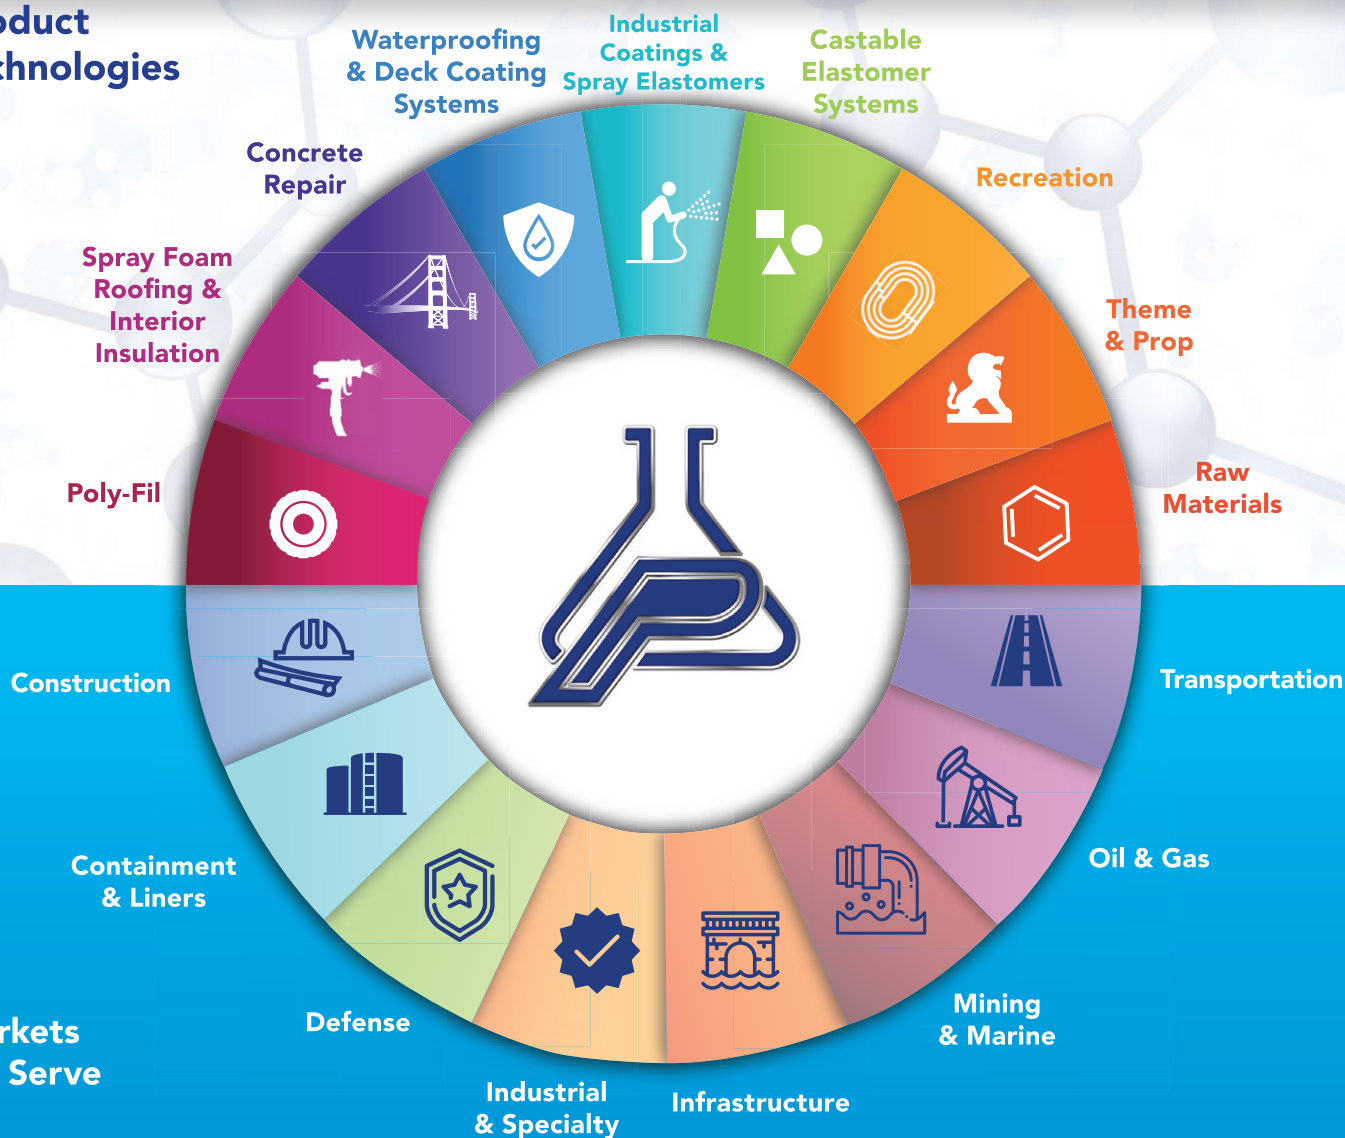 oduct
chnologies
Waterproofing
& Deck Coating
Systems
Industrial
Coatings &
Spray Elastomers
Castable
Elastomer
Systems
Concrete
Repair
Recreation
Spray Foam
Roofing &
Interior
Insulation
Theme
& Prop
Poly-Fil
Raw
Materials
Construction
Transportation
Containment
& Liners
Oil & Gas
Defense
Mining
& Marine
rkets
Serve
Industrial
& Specialty
Infrastructure